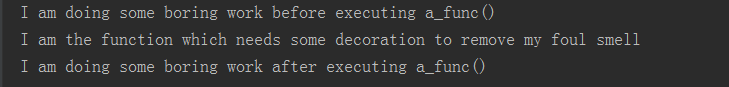 I am doing some boring work before executing a_func()
I am the function which needs some decoration to remove my foul smell
I am doing some boring work after executing a_func()